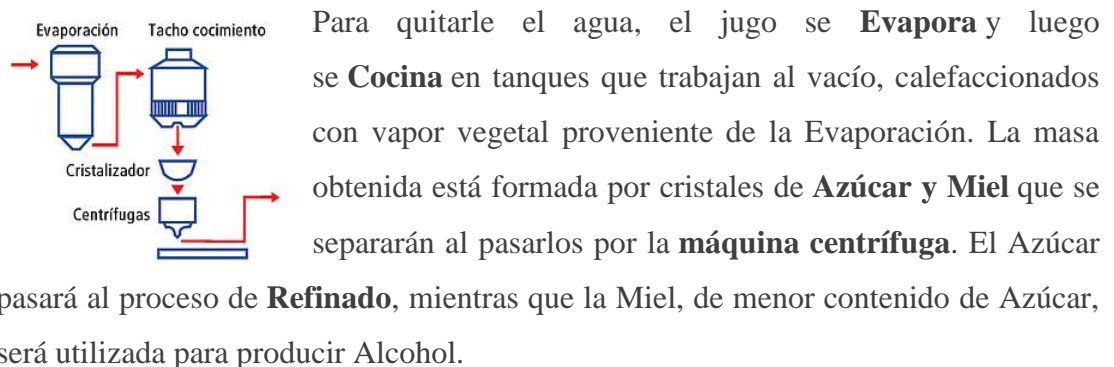 Evaporación
Tacho cocimiento
Cristalizador
Centrífugas
Para quitarle el agua, el jugo se Evapora y luego
se Cocina en tanques que trabajan al vacío, calefaccionados
con vapor vegetal proveniente de la Evaporación. La masa
obtenida está formada por cristales de Azúcar y Miel que se
separarán al pasarlos por la máquina centrífuga. El Azúcar
pasará al proceso de Refinado, mientras que la Miel, de menor contenido de Azúcar,
será utilizada para producir Alcohol.